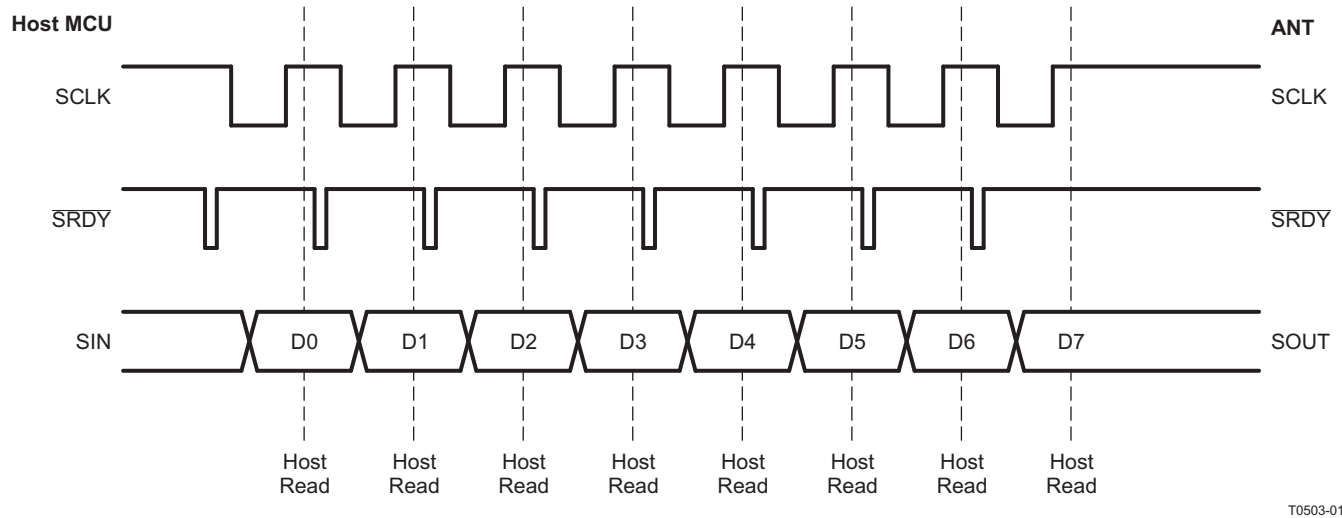 Host MCU
ANT
SCLK
SCLK
SRDY
SRDY
SIN
D0 D1 D2 D3 D4 D5 D6 D7
SOUT
Host Read
Host Read
Host Read
Host Read
Host Read
Host Read
Host Read
Host Read
T0503-01